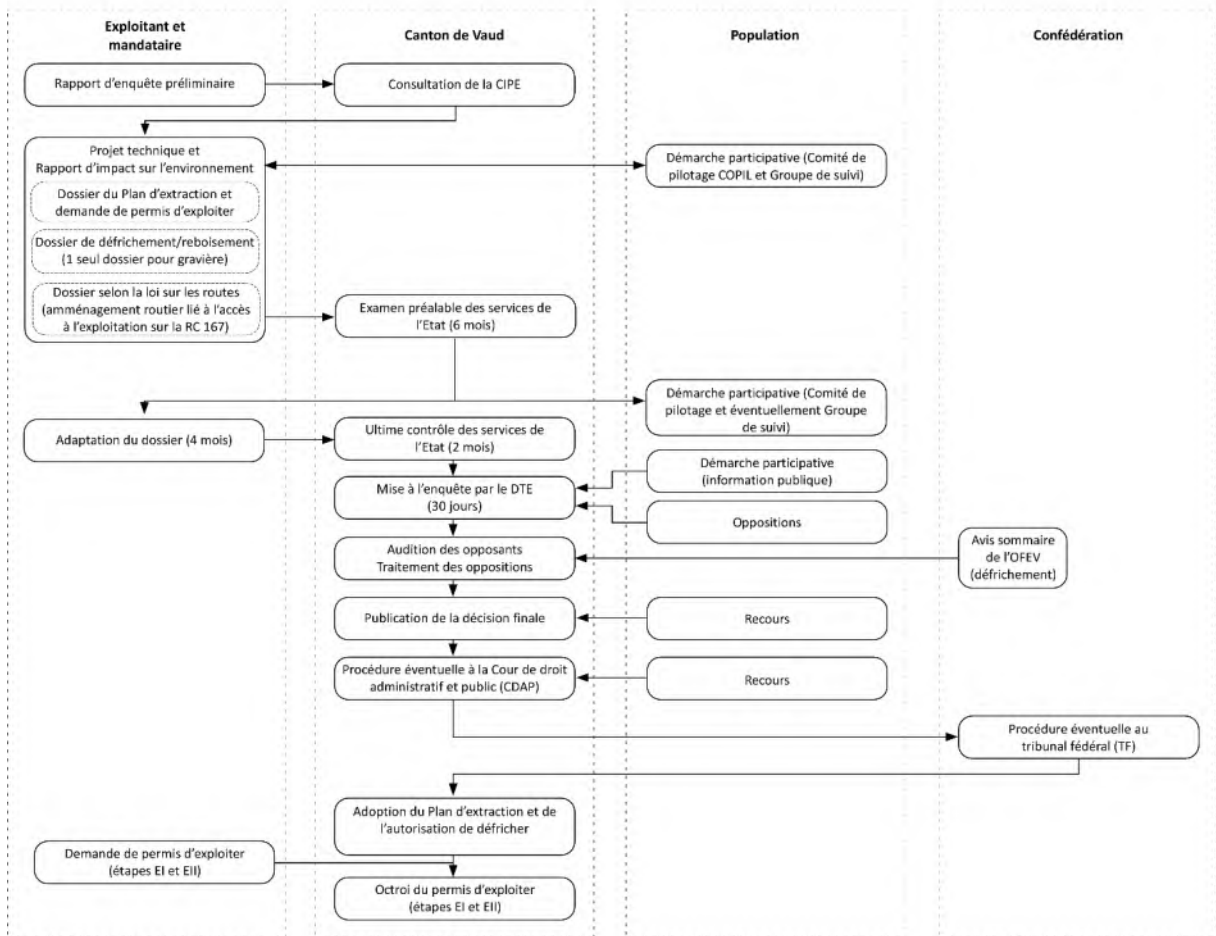 Exploitant et
mandataire
Canton de Vaud
Population
Confédération
Rapport d'enquête préliminaire
Consultation de la CIPE
Projet technique et
Rapport d'impact sur l'environnement
Dossier du Plan d'extraction et
demande de permis d'exploiter
Dossier de défrichement/reboisement
(1 seul dossier pour gravière)
Dossier selon la loi sur les routes
(amménagement routier lié à l'accès
à l'exploitation sur la RC 167)
Démarche participative (Comité de
pilotage COPIL et Groupe de suivi)
Examen préalable des services de
l'Etat (6 mois)
Démarche participative (Comité de
pilotage et éventuellement Groupe
de suivi)
Adaptation du dossier (4 mois)
Ultime contrôle des services de
l'Etat (2 mois)
Démarche participative
(information publique)
Mise à l'enquête par le DTE
(30 jours)
Oppositions
Audition des opposants
Traitement des oppositions
Avis sommaire
de l'OFEV
(défrichement)
Publication de la décision finale
Recours
Procédure éventuelle à la Cour de droit
administratif et public (CDAP)
Recours
Procédure éventuelle au
tribunal fédéral (TF)
Adoption du Plan d'extraction et de
l'autorisation de défricher
Demande de permis d'exploiter
(étapes EI et EII)
Octroi du permis d'exploiter
(étapes EI et EII)